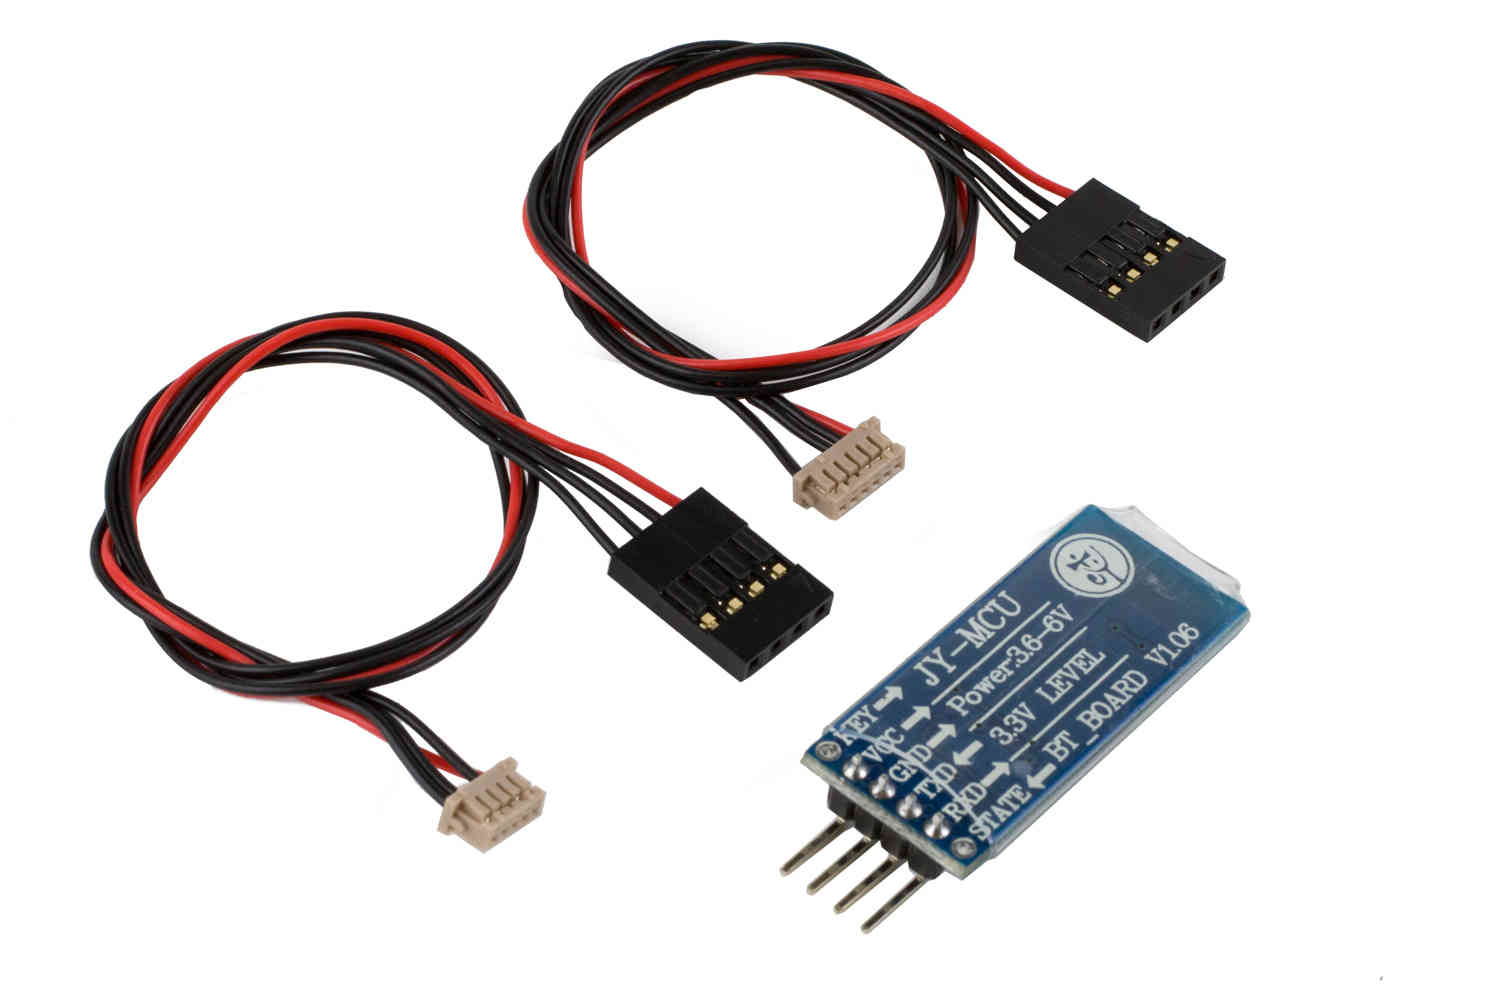 JY-MCU
Power:3.6-6V
3.3V LEVEL
BT_BOARD V1.06
KEY
VCC
GND
TXD
RXD
STATE